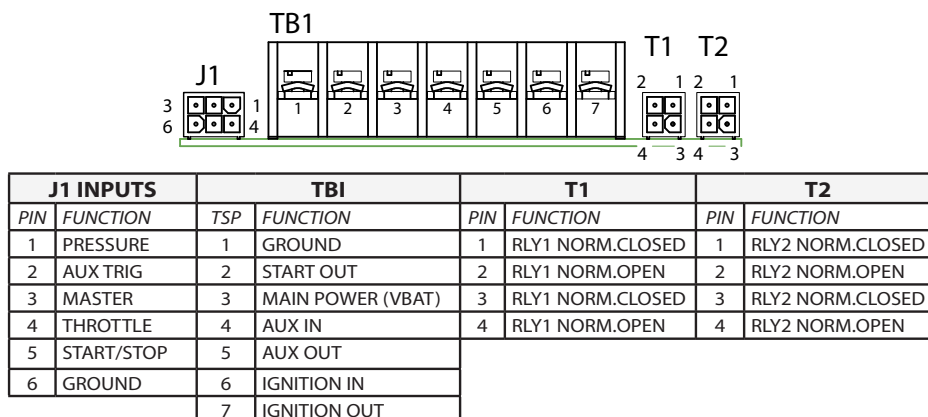 TB1
J1
T1 T2
3 1
6 4
1 2 3 4 5 6 7
2 1 2 1
4 3 4 3
J1 INPUTS TBI T1 T2
PIN FUNCTION TSP FUNCTION PIN FUNCTION PIN FUNCTION
1 PRESSURE 1 GROUND 1 RLY1 NORM.CLOSED 1 RLY2 NORM.CLOSED
2 AUX TRIG 2 START OUT 2 RLY1 NORM.OPEN 2 RLY2 NORM.OPEN
3 MASTER 3 MAIN POWER (VBAT) 3 RLY1 NORM.CLOSED 3 RLY2 NORM.CLOSED
4 THROTTLE 4 AUX IN 4 RLY1 NORM.OPEN 4 RLY2 NORM.OPEN
5 START/STOP 5 AUX OUT
6 GROUND 6 IGNITION IN
7 IGNITION OUT